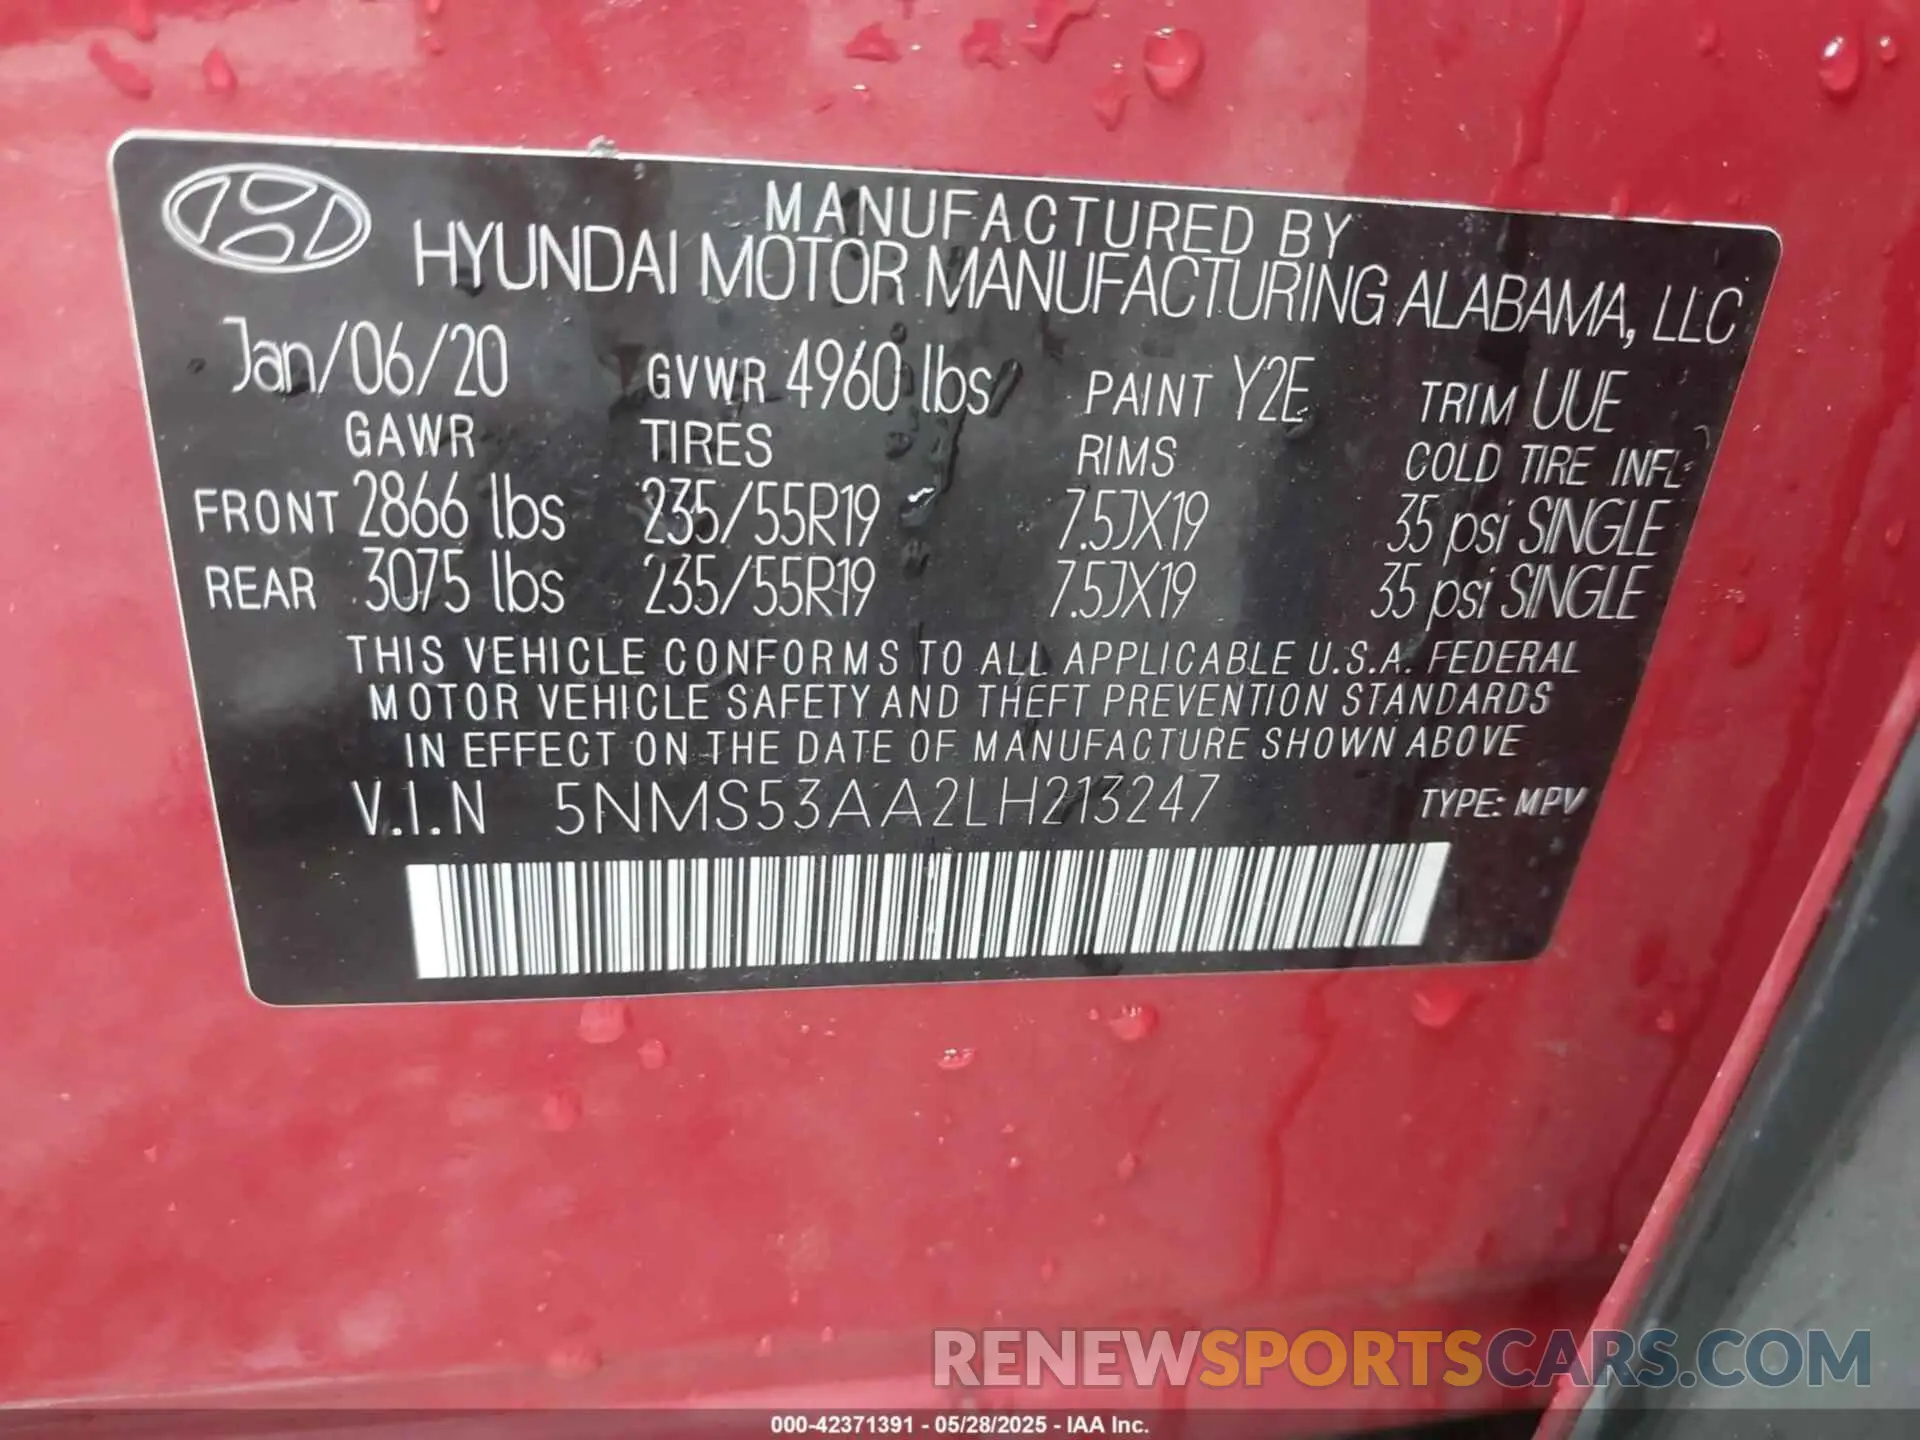 MANUFACTURED BY
HYUNDAI MOTOR MANUFACTURING ALABAMA, LLC
Jan/06/20 GVWR 4960 lbs PAINT Y2E TRIM UUE
GAWR TIRES RIMS COLD TIRE INFL.
FRONT 2866 lbs 235/55R19 7.5JX19 35 psi SINGLE
REAR 3075 lbs 235/55R19 7.5JX19 35 psi SINGLE
THIS VEHICLE CONFORMS TO ALL APPLICABLE U.S.A. FEDERAL
MOTOR VEHICLE SAFETY AND THEFT PREVENTION STANDARDS
IN EFFECT ON THE DATE OF MANUFACTURE SHOWN ABOVE
V.I.N 5NMS53AA2LH213247 TYPE: MPV
RENEWSPORTSCARS.COM
000-42371391 - 05/28/2025 - IAA Inc.